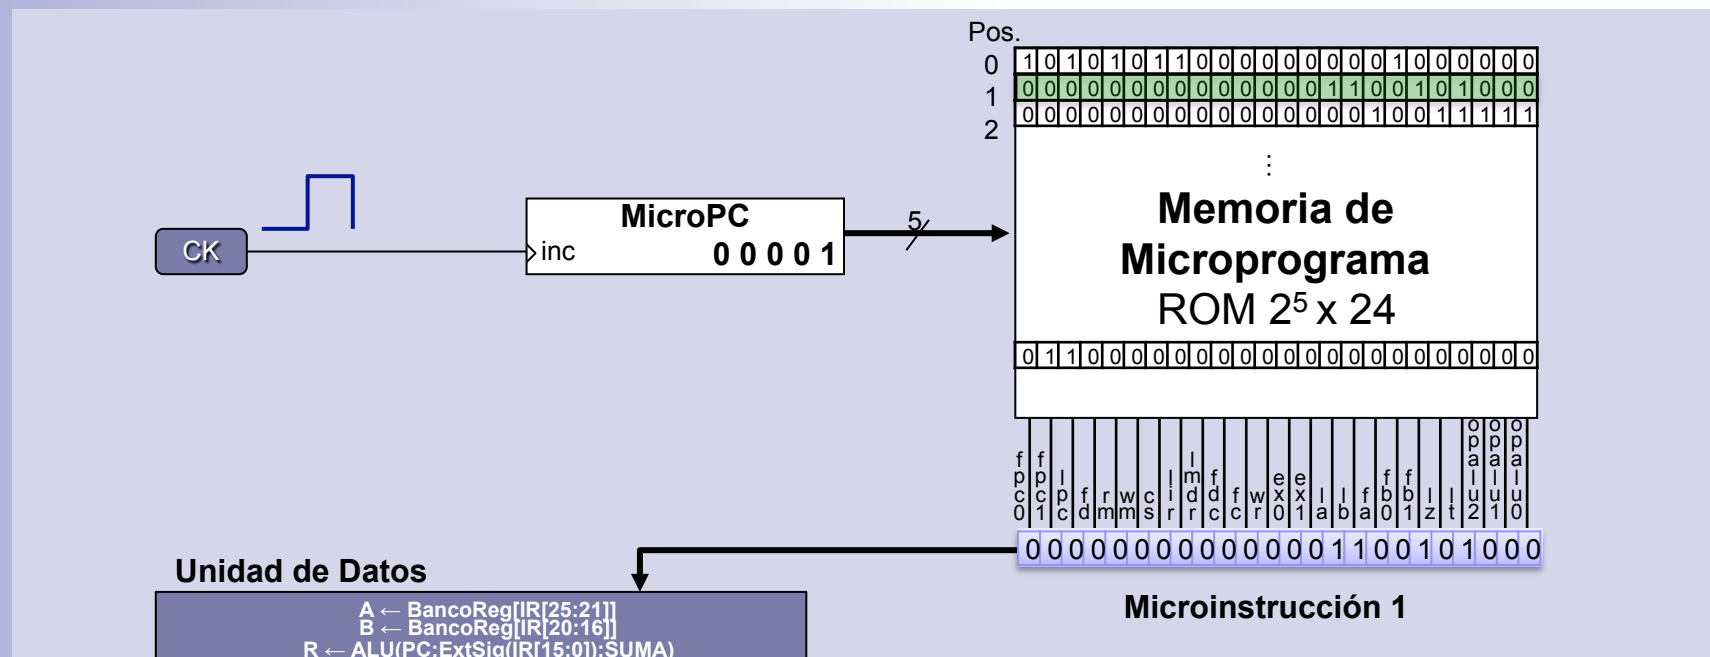 Pos.
0 1 0 1 0 1 0 1 1 0 0 0 0 0 0 0 0 0 1 0 0 0 0 0 0
1 0 0 0 0 0 0 0 0 0 0 0 0 0 0 1 1 0 0 1 0 1 0 0 0
2 0 0 0 0 0 0 0 0 0 0 0 0 0 0 0 0 1 0 0 1 1 1 1 1
⋮
Memoria de
Microprograma
ROM 2⁵ x 24
CK
MicroPC
inc 0 0 0 0 1
5
0 1 1 0 0 0 0 0 0 0 0 0 0 0 0 0 0 0 0 0 0 0 0 0
fpc0 fpc1 lpc fd rm wm cs lir lmdr fdc fc wr ex0 ex1 la lb fa fb0 fb1 lz lt opalu2 opalu1 opalu0
0 0 0 0 0 0 0 0 0 0 0 0 0 0 1 1 0 0 1 0 1 0 0 0
Microinstrucción 1
Unidad de Datos
A ← BancoReg[IR[25:21]]
B ← BancoReg[IR[20:16]]
R ← ALU(PC;ExtSig(IR[15:0]);SUMA)